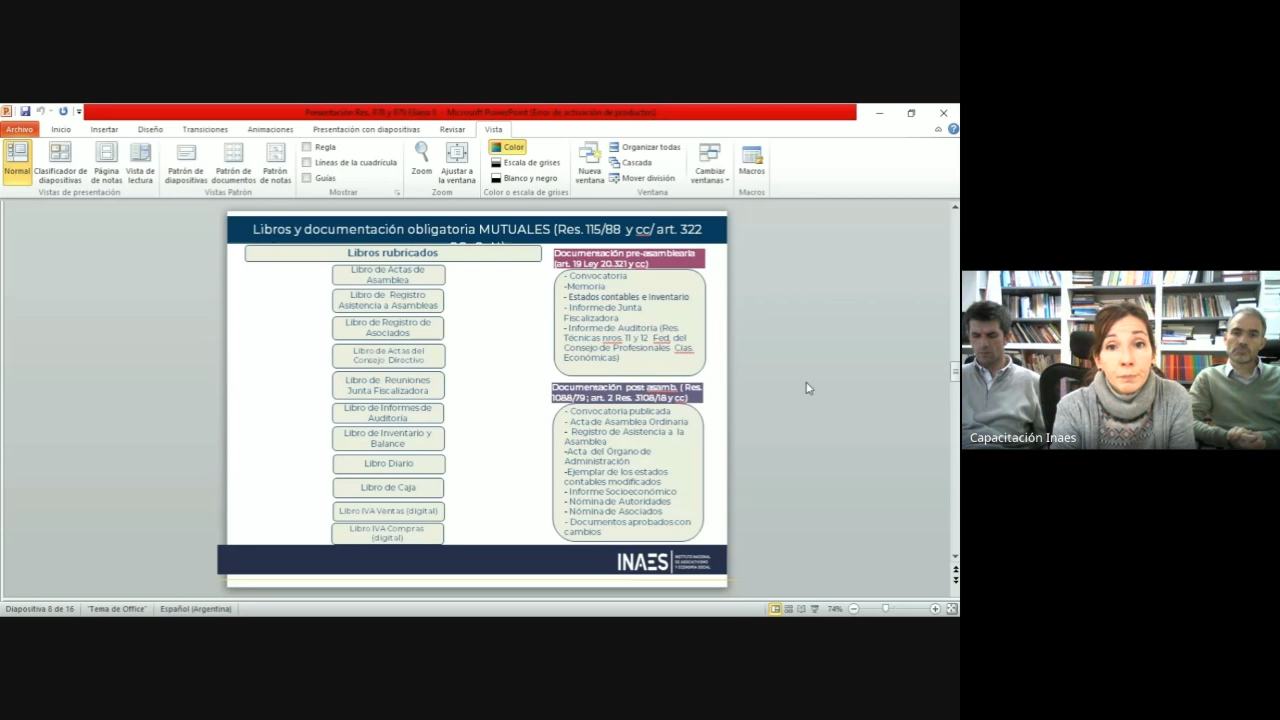 Presentación Res. 878 y 879 Eliana II - Microsoft PowerPoint (Error de activación de productos)
Archivo Inicio Insertar Diseño Transiciones Animaciones Presentación con diapositivas Revisar Vista
Normal
Clasificador de diapositivas
Página de notas
Vista de lectura
Vistas de presentación
Patrón de diapositivas
Patrón de documentos
Patrón de notas
Vistas Patrón
Regla
Líneas de la cuadrícula
Guías
Mostrar
Zoom
Ajustar a la ventana
Zoom
Color
Escala de grises
Blanco y negro
Color o escala de grises
Nueva ventana
Organizar todas
Cascada
Mover división
Cambiar ventanas
Ventana
Macros
Macros
Libros y documentación obligatoria MUTUALES (Res. 115/88 y cc/ art. 322
Libros rubricados
Libro de Actas de
Asamblea
Libro de Registro
Asistencia a Asambleas
Libro de Registro de
Asociados
Libro de Actas del
Consejo Directivo
Libro de Reuniones
Junta Fiscalizadora
Libro de Informes de
Auditoría
Libro de Inventario y
Balance
Libro Diario
Libro de Caja
Libro IVA Ventas (digital)
Libro IVA Compras
(digital)
Documentación pre-asamblearia
(art. 19 Ley 20.321 y cc)
- Convocatoria
-Memoria
- Estados contables e Inventario
- Informe de Junta
Fiscalizadora
- Informe de Auditoría (Res.
Técnicas nros. 11 y 12 Fed. del
Consejo de Profesionales Cias.
Económicas)
Documentación post asamb. ( Res.
1088/79; art. 2 Res. 3108/18 y cc)
- Convocatoria publicada
- Acta de Asamblea Ordinaria
- Registro de Asistencia a la
Asamblea
-Acta del Organo de
Administración
-Ejemplar de los estados
contables modificados
- Informe Socioeconómico
- Nómina de Autoridades
- Nómina de Asociados
- Documentos aprobados con
cambios
INAES
INSTITUTO NACIONAL
DE ASOCIATIVISMO
Y ECONOMÍA SOCIAL
Diapositiva 8 de 16 "Tema de Office" Español (Argentina) 74%
Capacitación Inaes